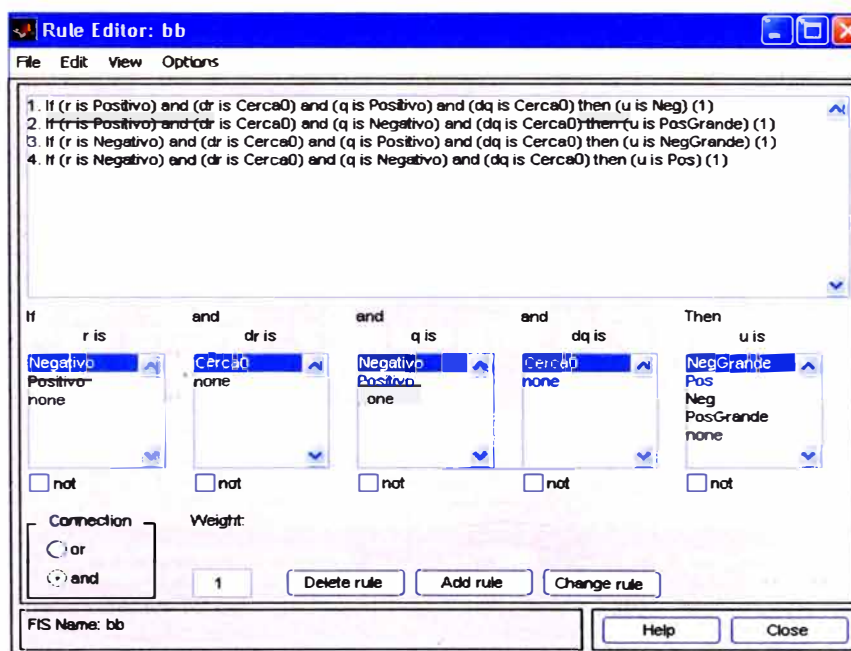 Rule Editor: bb
File Edit View Options
1. If (r is Positivo) and (dr is Cerca0) and (q is Positivo) and (dq is Cerca0) then (u is Neg) (1)
2. If (r is Positivo) and (dr is Cerca0) and (q is Negativo) and (dq is Cerca0) then (u is PosGrande) (1)
3. If (r is Negativo) and (dr is Cerca0) and (q is Positivo) and (dq is Cerca0) then (u is NegGrande) (1)
4. If (r is Negativo) and (dr is Cerca0) and (q is Negativo) and (dq is Cerca0) then (u is Pos) (1)
If and and and Then
r is dr is q is dq is u is
Negativo Cerca0 Negativo Cerca0 NegGrande
Positivo none Positivo none Pos
none one Neg
PosGrande
none
not not not not not
Connection Weight:
or
and 1 Delete rule Add rule Change rule
FIS Name: bb Help Close